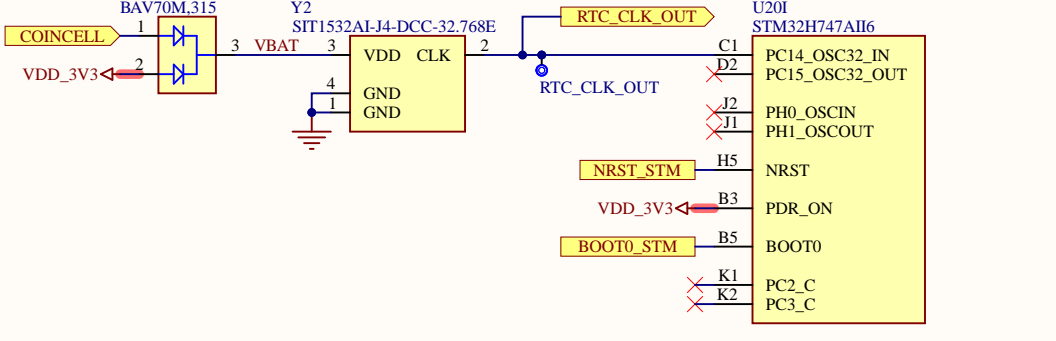 BAV70M,315
COINCELL
1
VDD_3V3
2
3
VBAT
Y2
SIT1532AI-J4-DCC-32.768E
3
VDD
CLK
2
4
GND
1
GND
RTC_CLK_OUT
RTC_CLK_OUT
U20I
STM32H747AII6
C1
PC14_OSC32_IN
D2
PC15_OSC32_OUT
J2
PH0_OSCIN
J1
PH1_OSCOUT
NRST_STM
H5
NRST
VDD_3V3
B3
PDR_ON
BOOT0_STM
B5
BOOT0
K1
PC2_C
K2
PC3_C